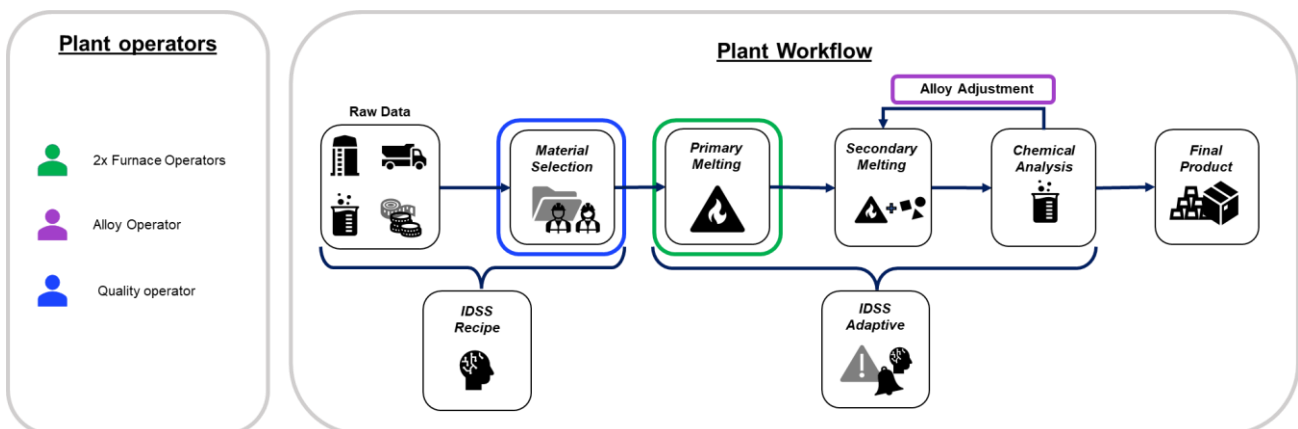 Plant operators
2x Furnace Operators
Alloy Operator
Quality operator
Plant Workflow
Alloy Adjustment
Raw Data
Material
Selection
Primary
Melting
Secondary
Melting
Chemical
Analysis
Final
Product
IDSS
Recipe
IDSS
Adaptive